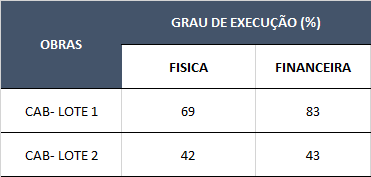 GRAU DE EXECUÇÃO (%)
OBRAS
FISICA FINANCEIRA
CAB- LOTE 1 69 83
CAB- LOTE 2 42 43